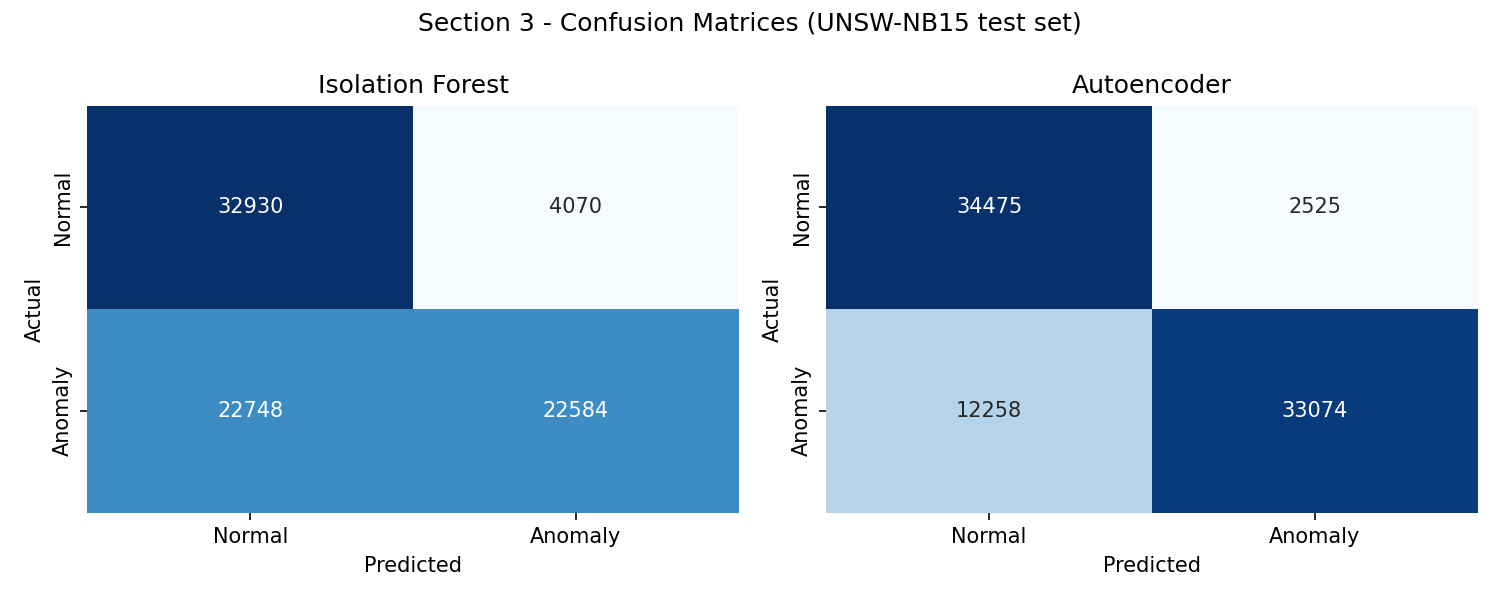 Section 3 - Confusion Matrices (UNSW-NB15 test set)
Isolation Forest
Actual
Normal
32930
4070
Anomaly
22748
22584
Normal
Anomaly
Predicted
Autoencoder
Actual
Normal
34475
2525
Anomaly
12258
33074
Normal
Anomaly
Predicted